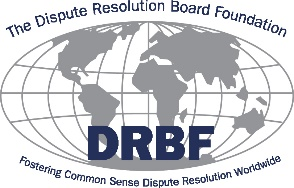 The Dispute Resolution Board Foundation
DRBF
Fostering Common Sense Dispute Resolution Worldwide